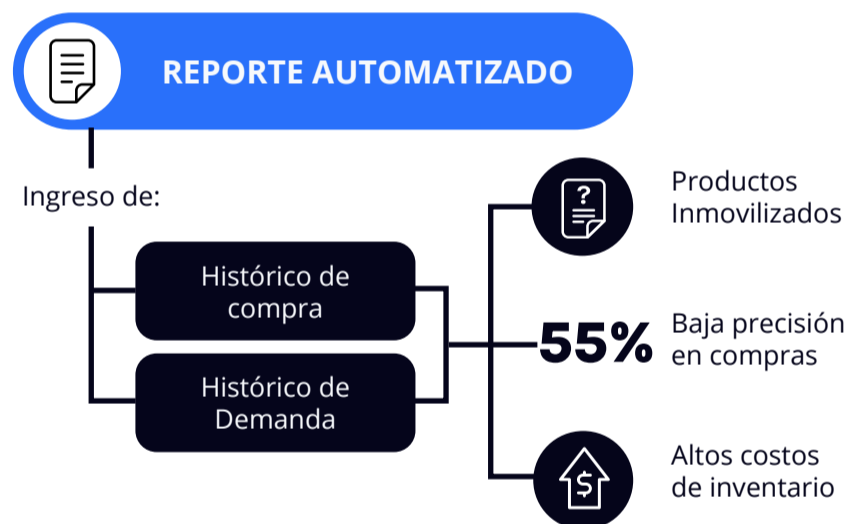 REPORTE AUTOMATIZADO
Ingreso de:
Histórico de
compra
Histórico de
Demanda
?
Productos
Inmovilizados
55%
Baja precisión
en compras
$
Altos costos
de inventario